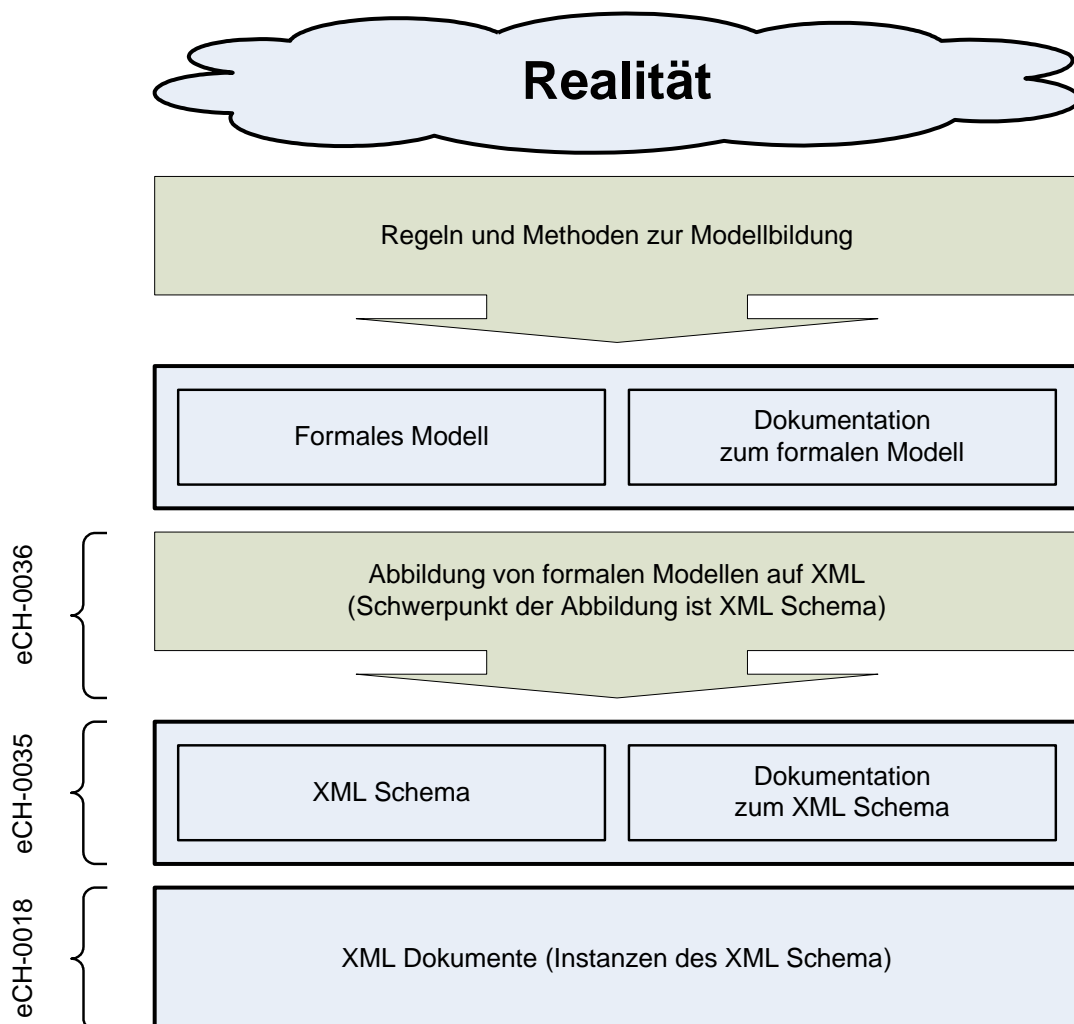 Realität
Regeln und Methoden zur Modellbildung
Formales Modell
Dokumentation
zum formalen Modell
eCH-0036
Abbildung von formalen Modellen auf XML
(Schwerpunkt der Abbildung ist XML Schema)
eCH-0035
XML Schema
Dokumentation
zum XML Schema
eCH-0018
XML Dokumente (Instanzen des XML Schema)